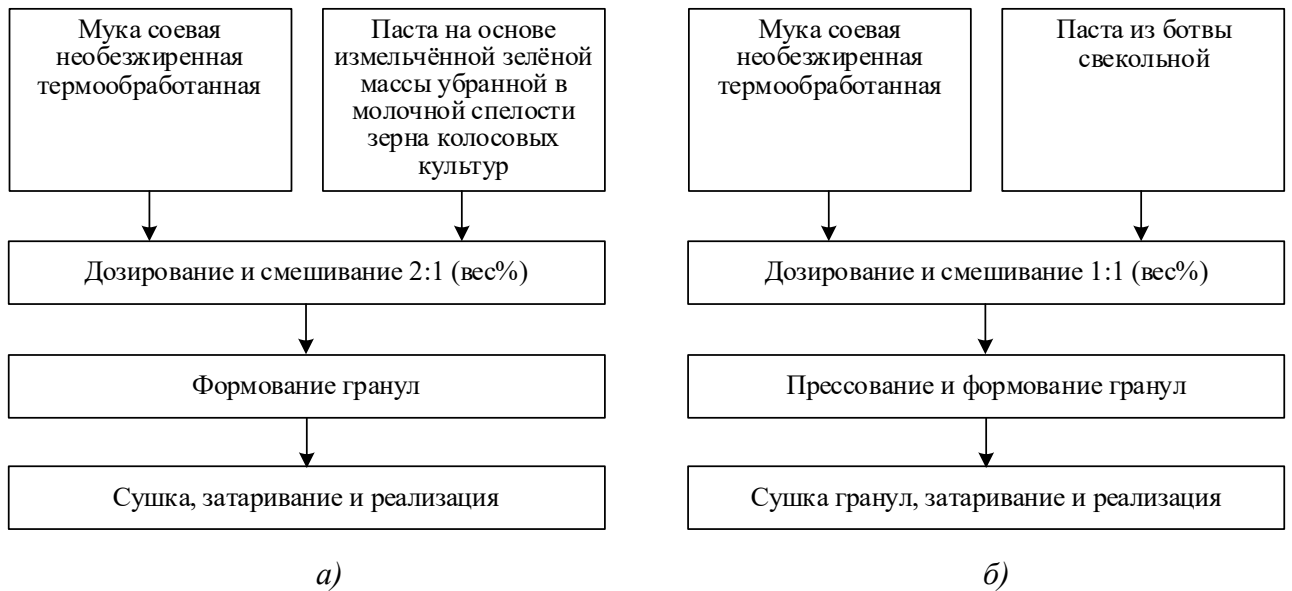 Мука соевая
необезжиренная
термообработанная
Паста на основе
измельчённой зелёной
массы убранной в
молочной спелости
зерна колосовых
культур
Дозирование и смешивание 2:1 (вес%)
Формование гранул
Сушка, затаривание и реализация
а)
Мука соевая
необезжиренная
термообработанная
Паста из ботвы
свекольной
Дозирование и смешивание 1:1 (вес%)
Прессование и формование гранул
Сушка гранул, затаривание и реализация
б)